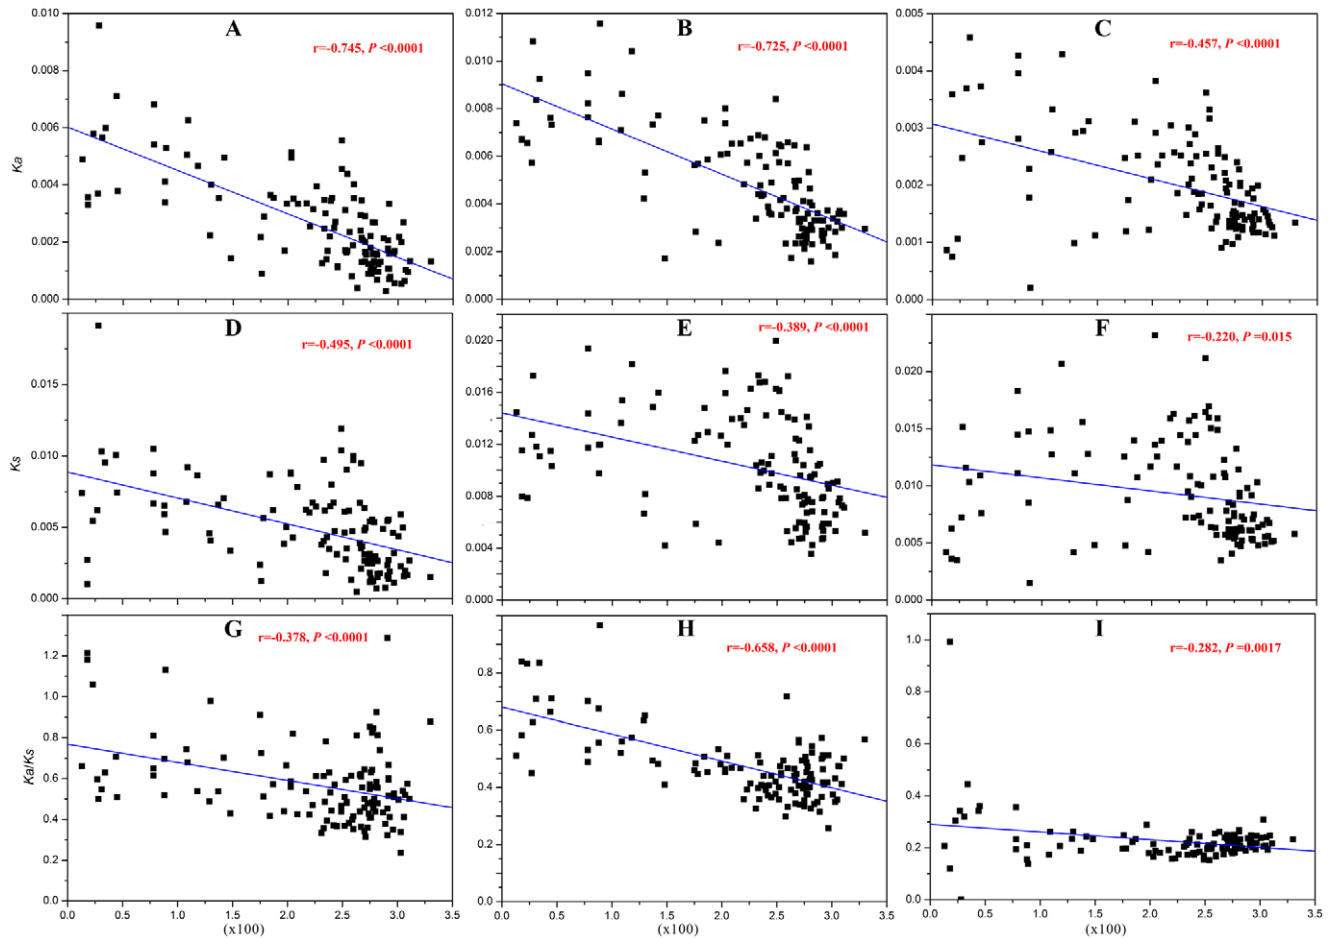 A
r=-0.745, P <0.0001
B
r=-0.725, P <0.0001
C
r=-0.457, P <0.0001
Ka
0.010
0.008
0.006
0.004
0.002
0.000
0.012
0.010
0.008
0.006
0.004
0.002
0.000
0.005
0.004
0.003
0.002
0.001
0.000
D
r=-0.495, P <0.0001
E
r=-0.389, P <0.0001
F
r=-0.220, P =0.015
Ks
0.015
0.010
0.005
0.000
0.020
0.016
0.012
0.008
0.004
0.000
0.020
0.015
0.010
0.005
0.000
G
r=-0.378, P <0.0001
H
r=-0.658, P <0.0001
I
r=-0.282, P =0.0017
Ka/Ks
1.2
1.0
0.8
0.6
0.4
0.2
0.0
0.8
0.6
0.4
0.2
0.0
1.0
0.8
0.6
0.4
0.2
0.0
0.0 0.5 1.0 1.5 2.0 2.5 3.0 3.5
0.0 0.5 1.0 1.5 2.0 2.5 3.0 3.5
0.0 0.5 1.0 1.5 2.0 2.5 3.0 3.5
(x100)
(x100)
(x100)